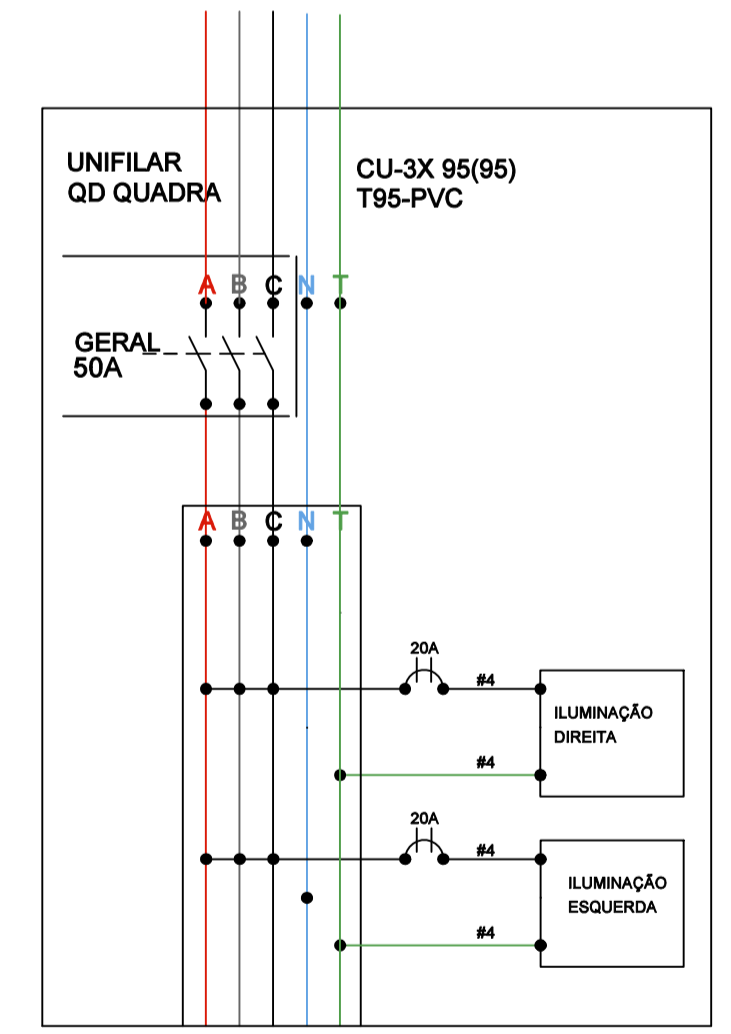 UNIFILAR
QD QUADRA
CU-3X 95(95)
T95-PVC
A B C N T
GERAL
50A
A B C N T
20A
#4
ILUMINAÇÃO
DIREITA
#4
20A
#4
ILUMINAÇÃO
ESQUERDA
#4